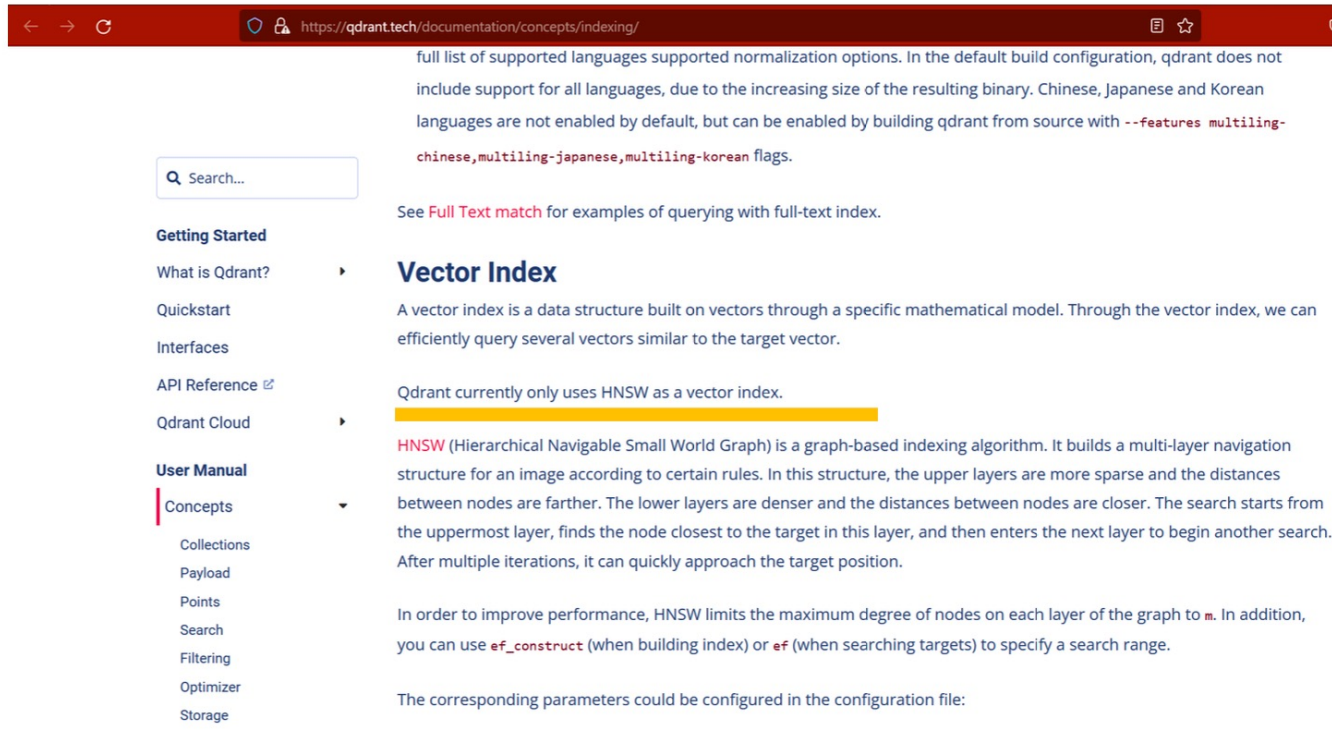 https://qdrant.tech/documentation/concepts/indexing/
full list of supported languages supported normalization options. In the default build configuration, qdrant does not
include support for all languages, due to the increasing size of the resulting binary. Chinese, Japanese and Korean
languages are not enabled by default, but can be enabled by building qdrant from source with --features multiling-
chinese,multiling-japanese,multiling-korean flags.
See Full Text match for examples of querying with full-text index.
Search...
Getting Started
What is Qdrant?
Quickstart
Interfaces
API Reference
Qdrant Cloud
User Manual
Concepts
Collections
Payload
Points
Search
Filtering
Optimizer
Storage
Vector Index
A vector index is a data structure built on vectors through a specific mathematical model. Through the vector index, we can
efficiently query several vectors similar to the target vector.
Qdrant currently only uses HNSW as a vector index.
HNSW (Hierarchical Navigable Small World Graph) is a graph-based indexing algorithm. It builds a multi-layer navigation
structure for an image according to certain rules. In this structure, the upper layers are more sparse and the distances
between nodes are farther. The lower layers are denser and the distances between nodes are closer. The search starts from
the uppermost layer, finds the node closest to the target in this layer, and then enters the next layer to begin another search.
After multiple iterations, it can quickly approach the target position.
In order to improve performance, HNSW limits the maximum degree of nodes on each layer of the graph to m. In addition,
you can use ef_construct (when building index) or ef (when searching targets) to specify a search range.
The corresponding parameters could be configured in the configuration file: